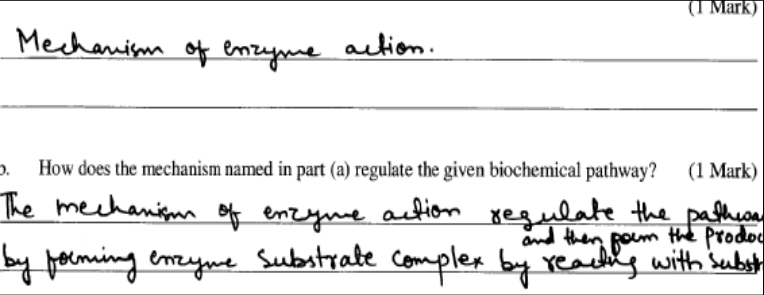 (1 Mark)
Mechanism of enzyme action.
b. How does the mechanism named in part (a) regulate the given biochemical pathway? (1 Mark)
The mechanism of enzyme action regulate the pathwa
and then form the Produc
by forming enzyme Substrate Complex by reacting with Subst